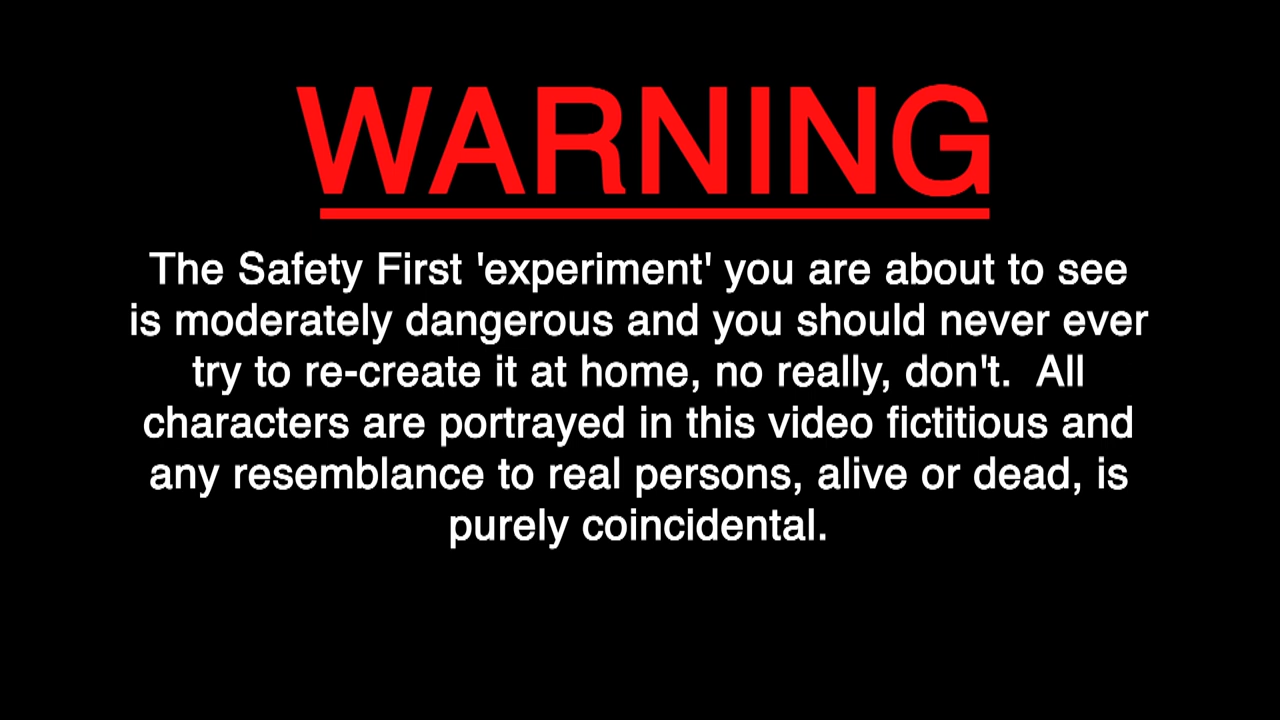 WARNING
The Safety First 'experiment' you are about to see
is moderately dangerous and you should never ever
try to re-create it at home, no really, don't.  All
characters are portrayed in this video fictitious and
any resemblance to real persons, alive or dead, is
purely coincidental.